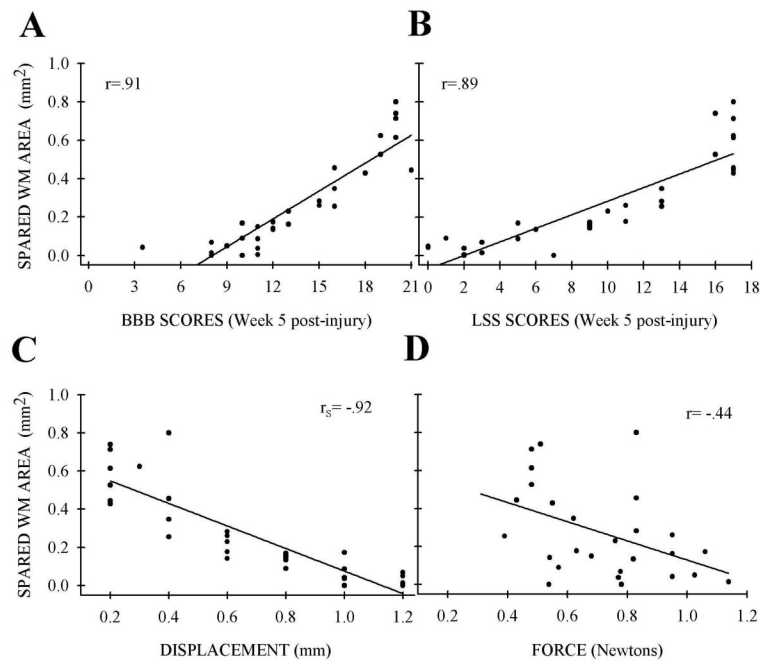 A
B
r=.91
r=.89
SPARED WM AREA (mm2)
1.0
0.8
0.6
0.4
0.2
0.0
0 3 6 9 12 15 18 21
0 2 4 6 8 10 12 14 16 18
BBB SCORES (Week 5 post-injury)
LSS SCORES (Week 5 post-injury)
C
D
rS= -.92
r= -.44
SPARED WM AREA (mm2)
1.0
0.8
0.6
0.4
0.2
0.0
0.2 0.4 0.6 0.8 1.0 1.2
0.2 0.4 0.6 0.8 1.0 1.2
DISPLACEMENT (mm)
FORCE (Newtons)